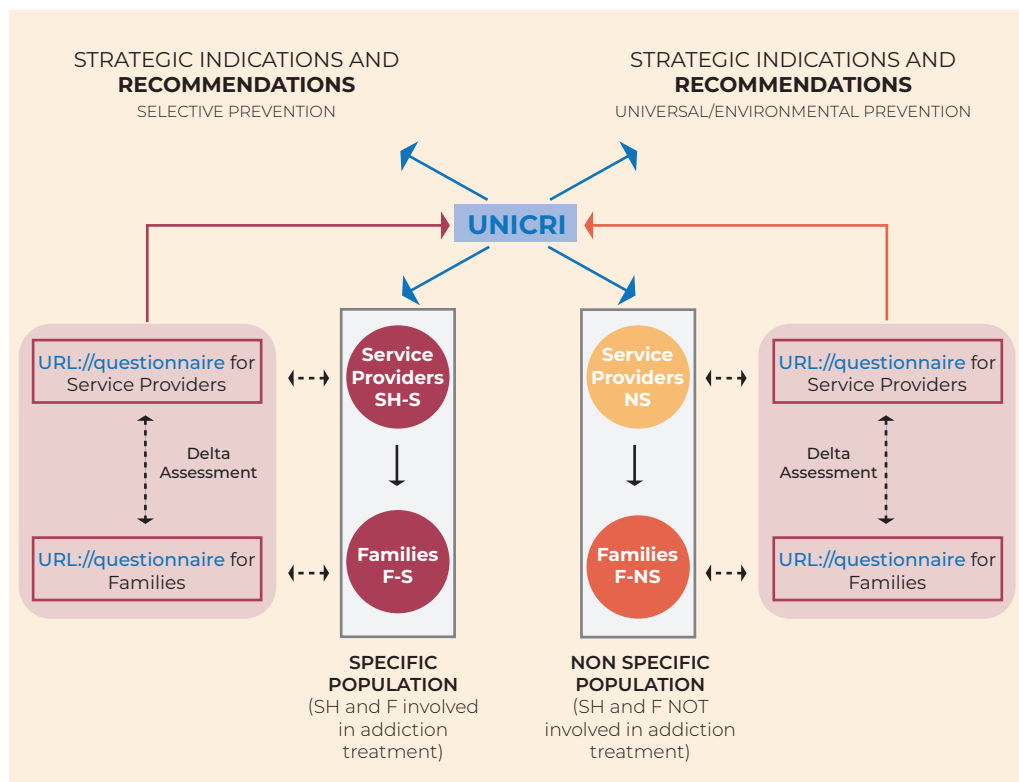 STRATEGIC INDICATIONS AND
RECOMMENDATIONS
SELECTIVE PREVENTION
STRATEGIC INDICATIONS AND
RECOMMENDATIONS
UNIVERSAL/ENVIRONMENTAL PREVENTION
UNICRI
URL://questionnaire for
Service Providers
Delta
Assessment
URL://questionnaire for
Families
Service
Providers
SH-S
Families
F-S
SPECIFIC
POPULATION
(SH and F involved
in addiction
treatment)
Service
Providers
NS
Families
F-NS
NON SPECIFIC
POPULATION
(SH and F NOT
involved in addiction
treatment)
URL://questionnaire for
Service Providers
Delta
Assessment
URL://questionnaire for
Families